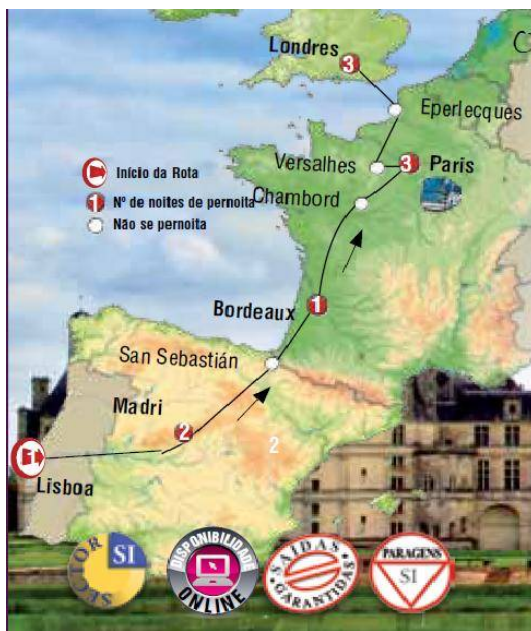 Londres
3
Eperlecques
Versalhes
3
Paris
Chambord
Início da Rota
1
Nº de noites de pernoita
Não se pernoita
Bordeaux
1
San Sebastián
Madri
2
2
1
Lisboa
SECTOR
SI
DISPONIBILIDADE
ONLINE
SAÍDAS
GARANTIDAS
PARAGENS
SI